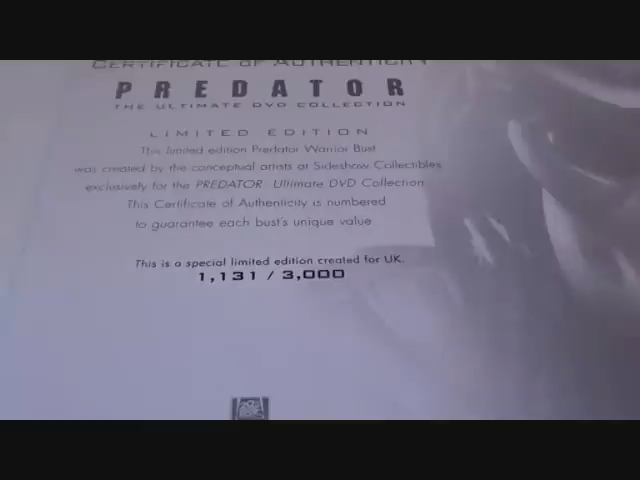 CERTIFICATE OF AUTHENTICITY
PREDATOR
THE ULTIMATE DVD COLLECTION
LIMITED EDITION
This limited edition Predator Warrior Bust
was created by the conceptual artists at Sideshow Collectibles
exclusively for the PREDATOR Ultimate DVD Collection
This Certificate of Authenticity is numbered
to guarantee each bust's unique value
This is a special limited edition created for UK.
1,131 / 3,000